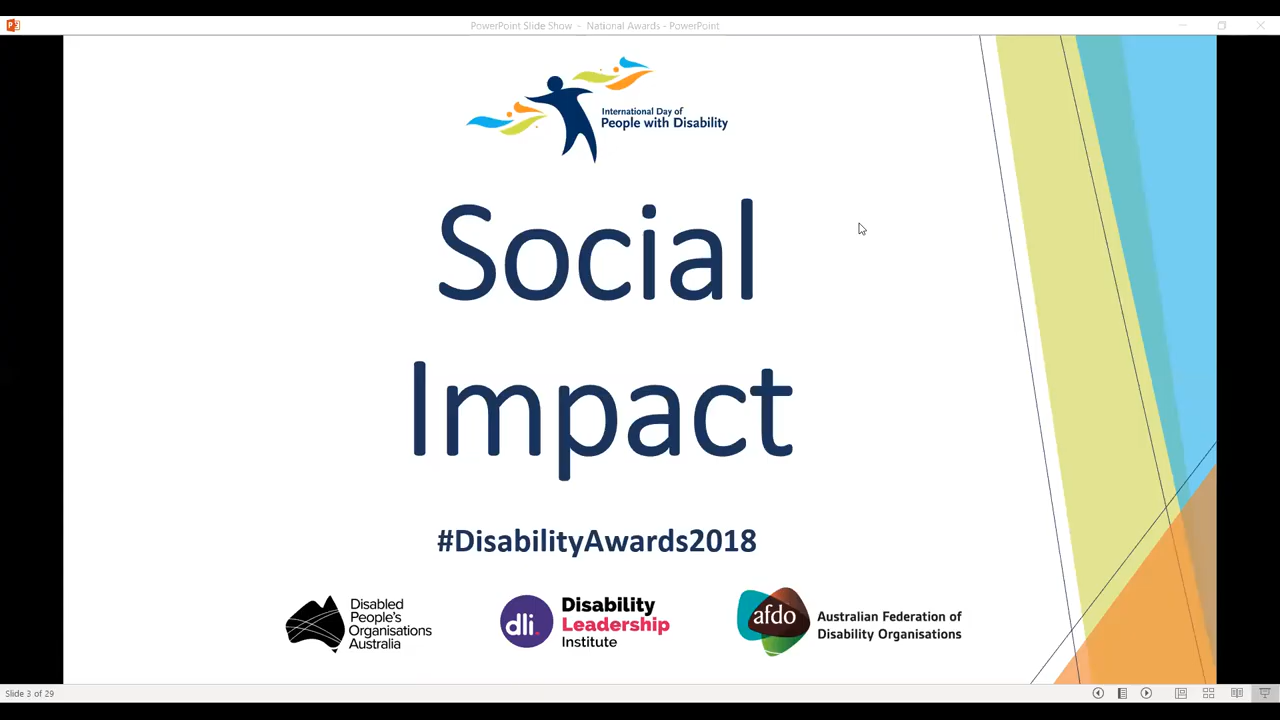 PowerPoint Slide Show - National Awards - PowerPoint
International Day of
People with Disability
Social
Impact
#DisabilityAwards2018
Disabled
People's
Organisations
Australia
dli.
Disability
Leadership
Institute
afdo
Australian Federation of
Disability Organisations
Slide 3 of 29